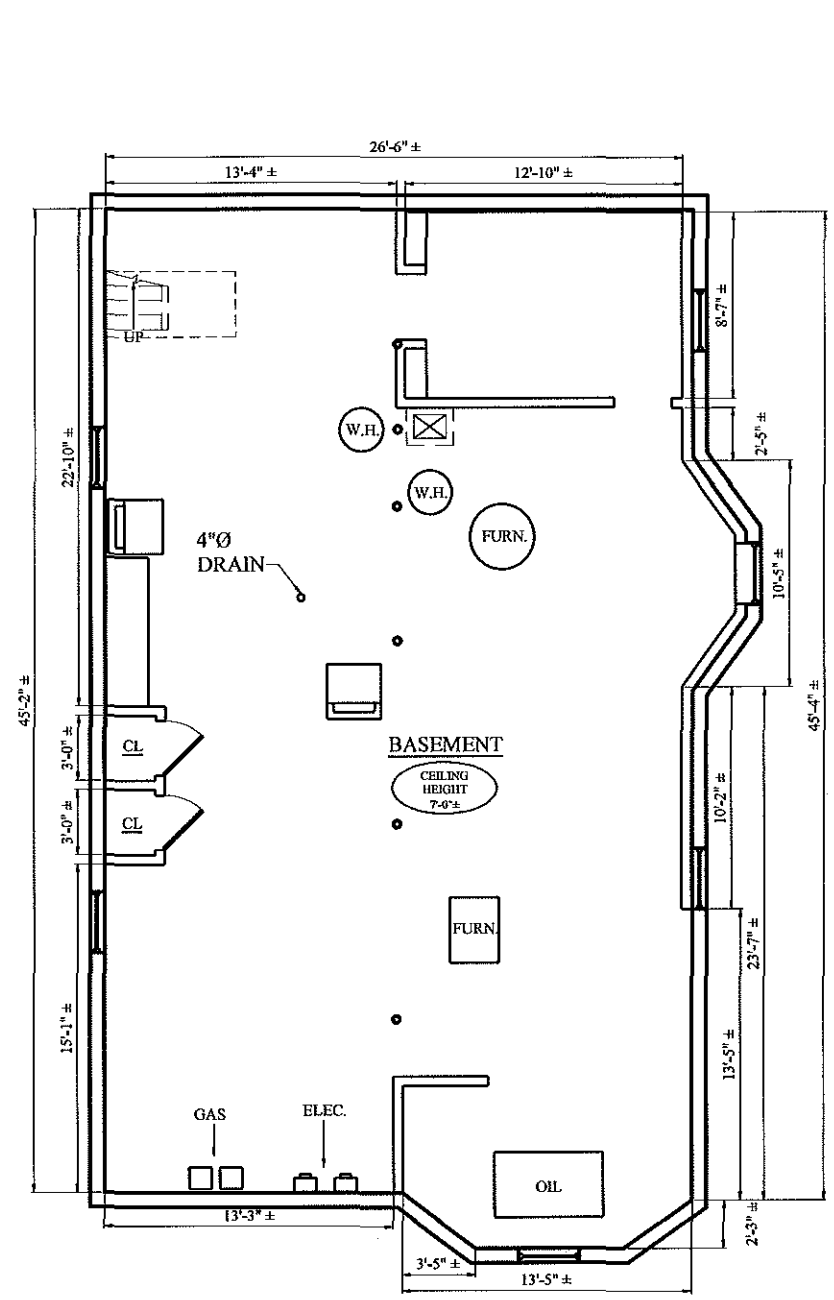 26'-6" ±
13'-4" ±
12'-10" ±
8'-7" ±
UP
W.H.
2'-5" ±
22'-10" ±
W.H.
FURN.
4"Ø
DRAIN
10'-5" ±
45'-2" ±
45'-4" ±
CL
3'-0" ±
BASEMENT
CEILING
HEIGHT
7'-0"±
10'-2" ±
CL
3'-0" ±
FURN.
23'-7" ±
15'-1" ±
13'-5" ±
GAS
ELEC.
OIL
13'-3" ±
2'-3" ±
3'-5" ±
13'-5" ±